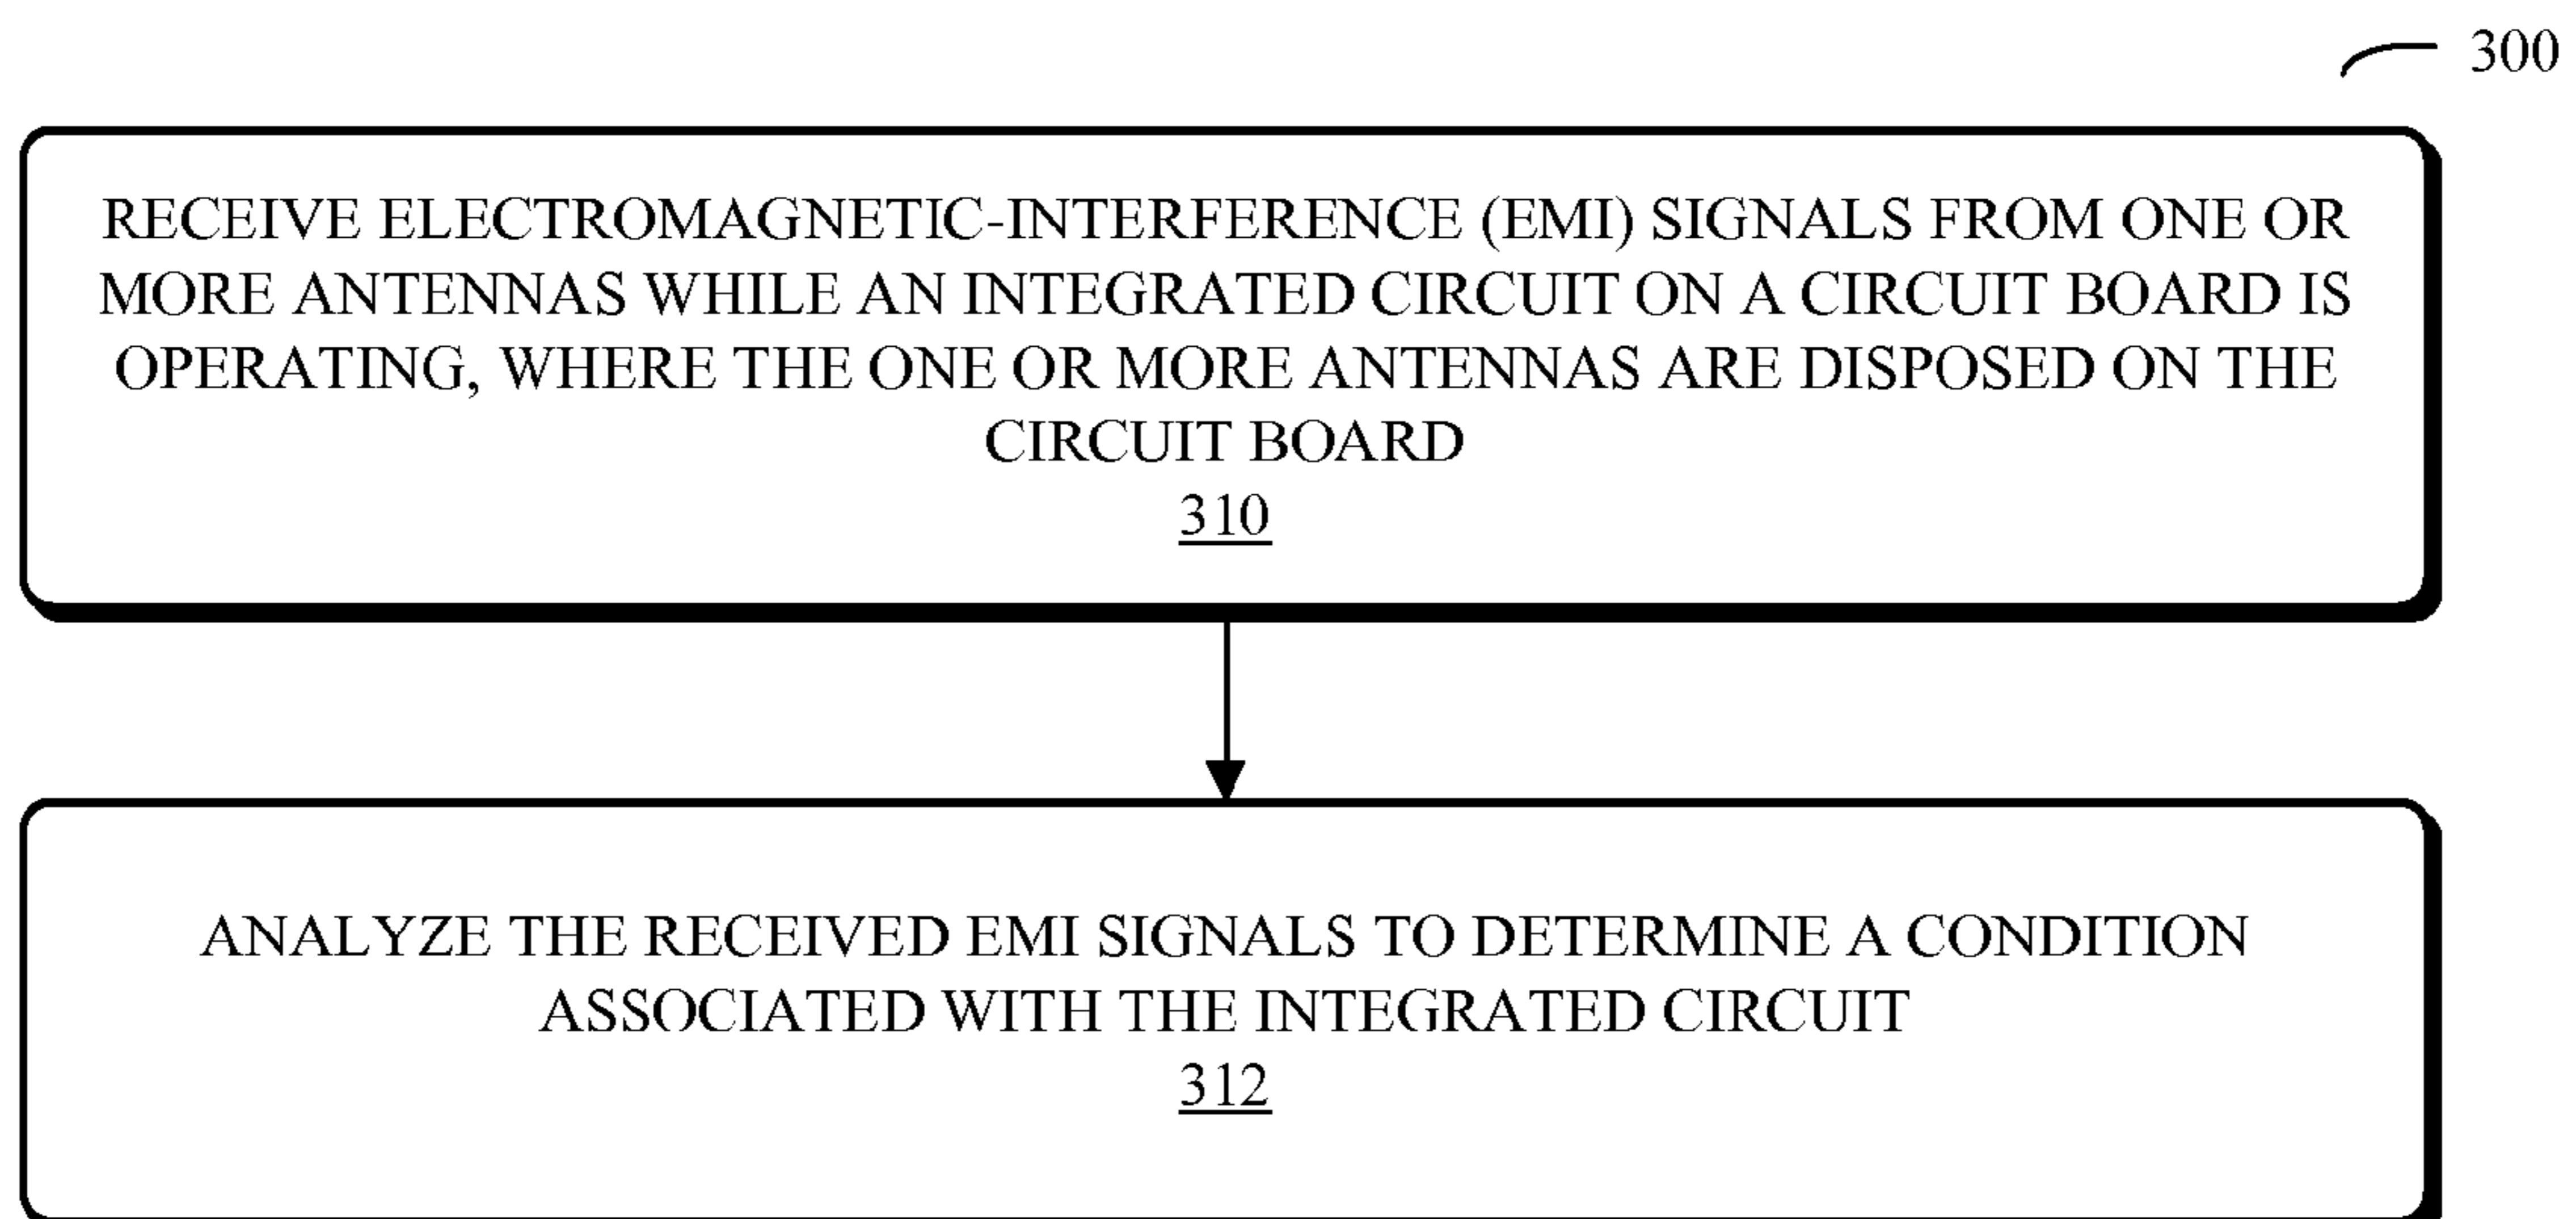 300
RECEIVE ELECTROMAGNETIC-INTERFERENCE (EMI) SIGNALS FROM ONE OR
MORE ANTENNAS WHILE AN INTEGRATED CIRCUIT ON A CIRCUIT BOARD IS
OPERATING, WHERE THE ONE OR MORE ANTENNAS ARE DISPOSED ON THE
CIRCUIT BOARD
310
ANALYZE THE RECEIVED EMI SIGNALS TO DETERMINE A CONDITION
ASSOCIATED WITH THE INTEGRATED CIRCUIT
312